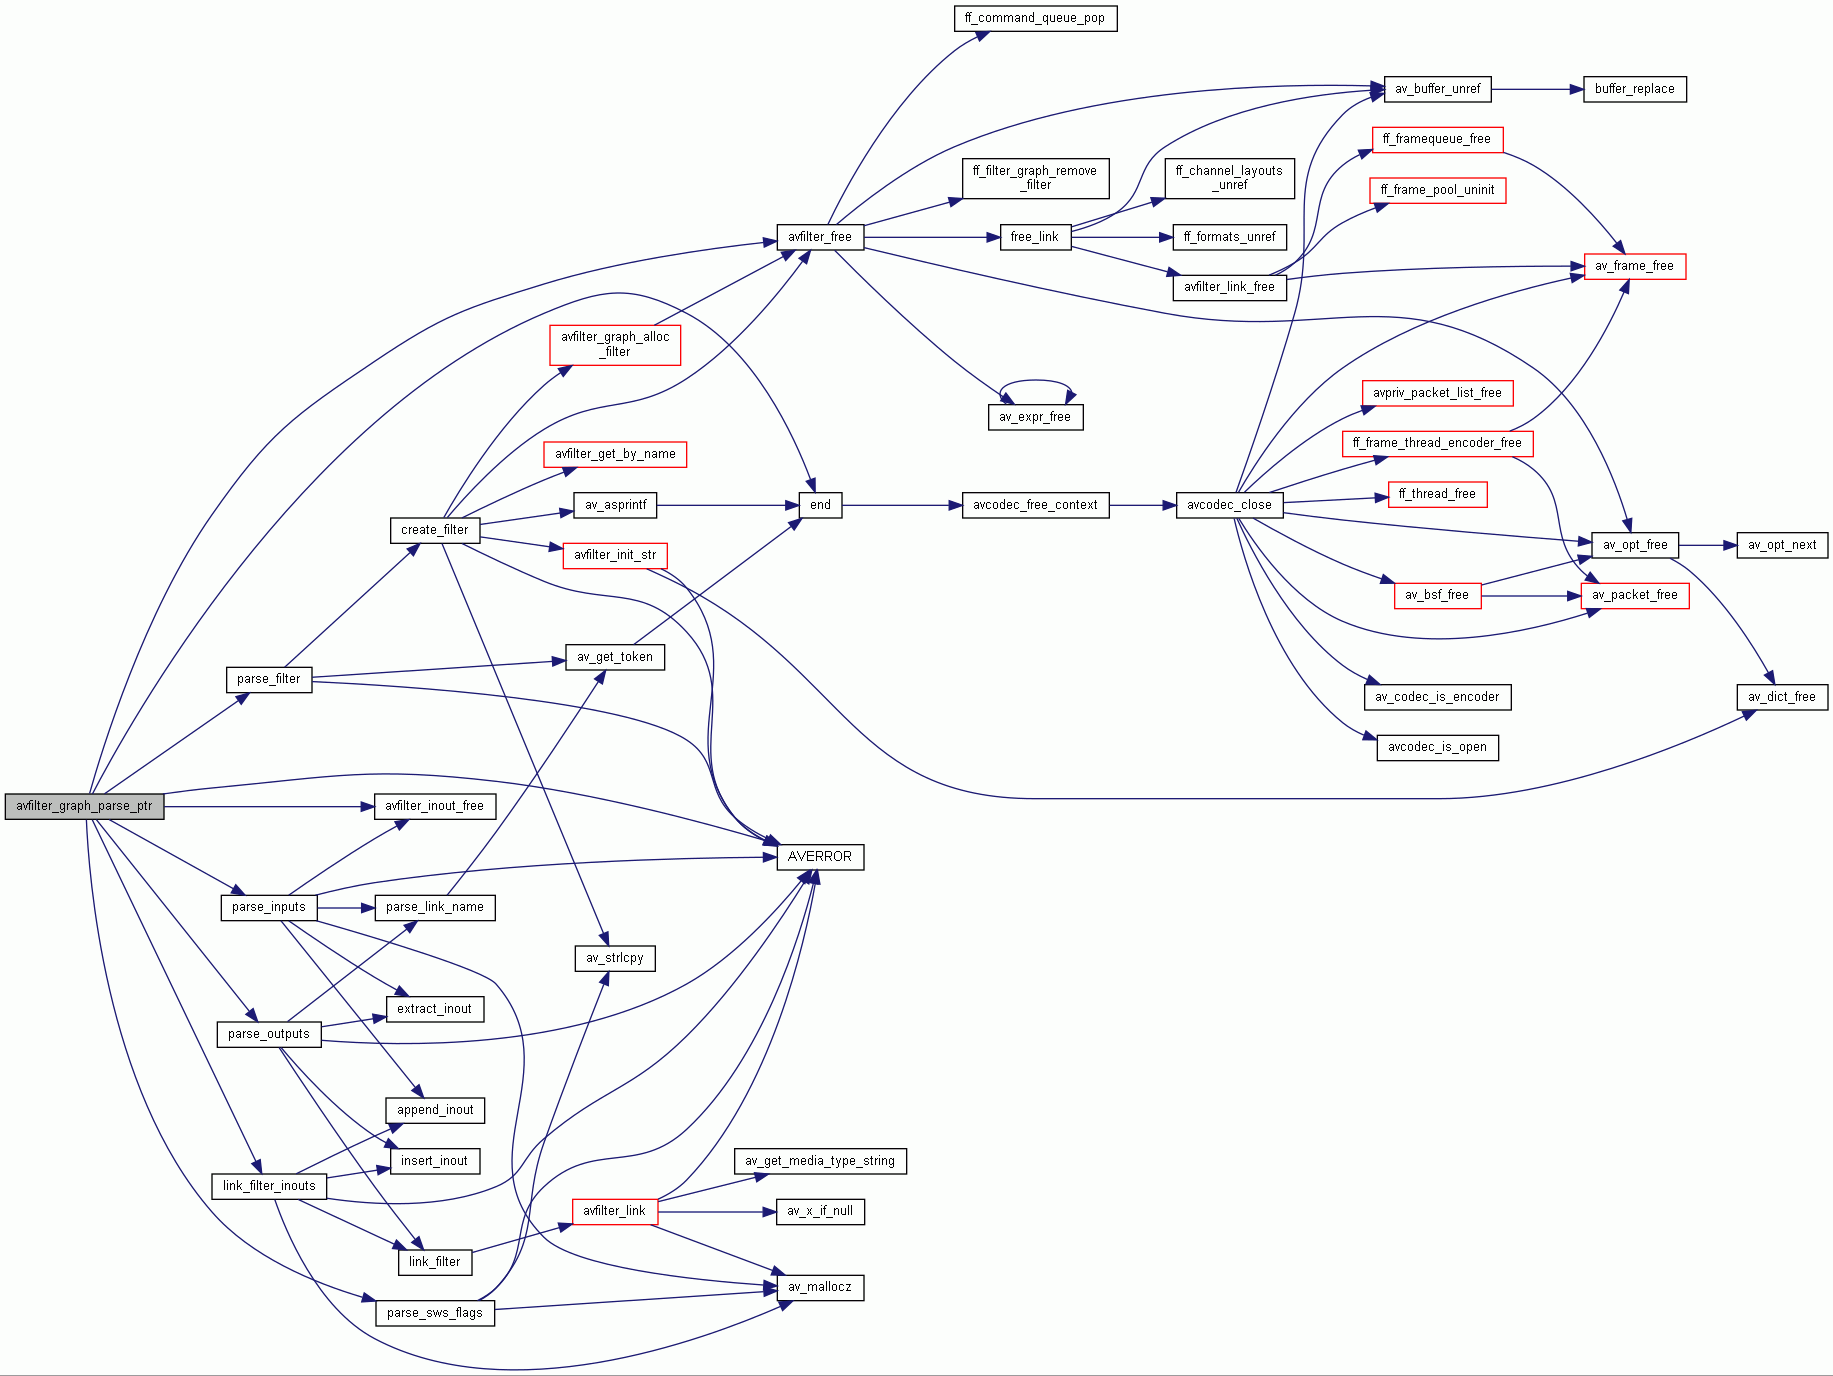 ff_command_queue_pop
av_buffer_unref
buffer_replace
ff_framequeue_free
ff_filter_graph_remove
_filter
ff_channel_layouts
_unref
ff_frame_pool_uninit
avfilter_free
free_link
ff_formats_unref
av_frame_free
avfilter_link_free
avfilter_graph_alloc
_filter
avpriv_packet_list_free
av_expr_free
ff_frame_thread_encoder_free
avfilter_get_by_name
ff_thread_free
av_asprintf
end
avcodec_free_context
avcodec_close
create_filter
av_opt_free
av_opt_next
avfilter_init_str
av_bsf_free
av_packet_free
av_get_token
parse_filter
av_codec_is_encoder
av_dict_free
avcodec_is_open
avfilter_graph_parse_ptr
avfilter_inout_free
AVERROR
parse_inputs
parse_link_name
av_strlcpy
extract_inout
parse_outputs
append_inout
insert_inout
av_get_media_type_string
link_filter_inouts
avfilter_link
av_x_if_null
link_filter
av_mallocz
parse_sws_flags